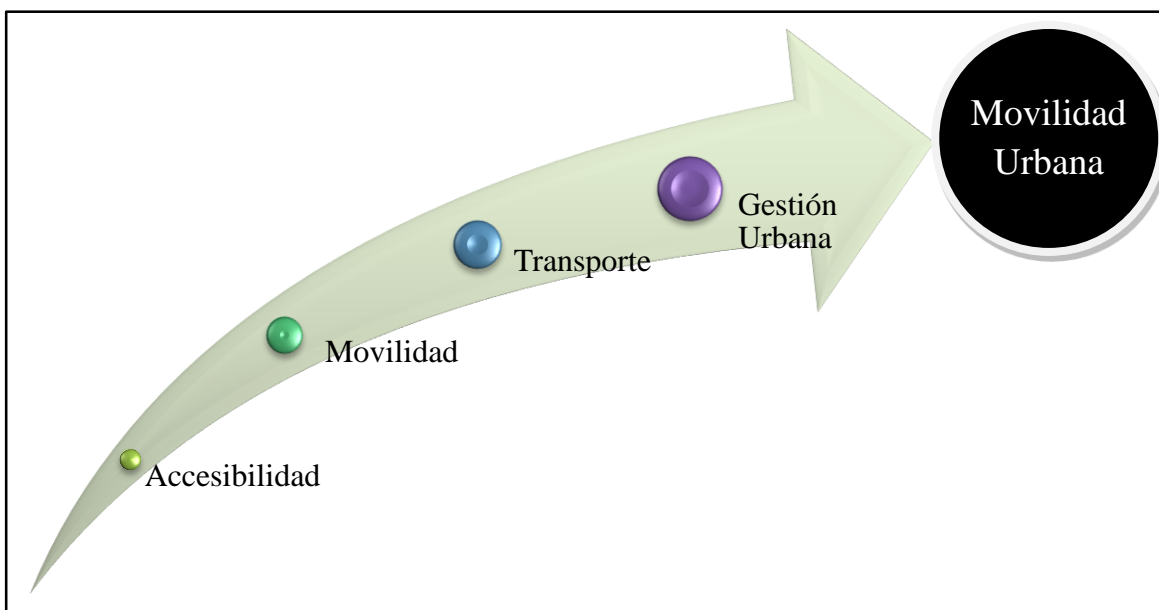 Movilidad
Urbana
Gestión
Urbana
Transporte
Movilidad
Accesibilidad